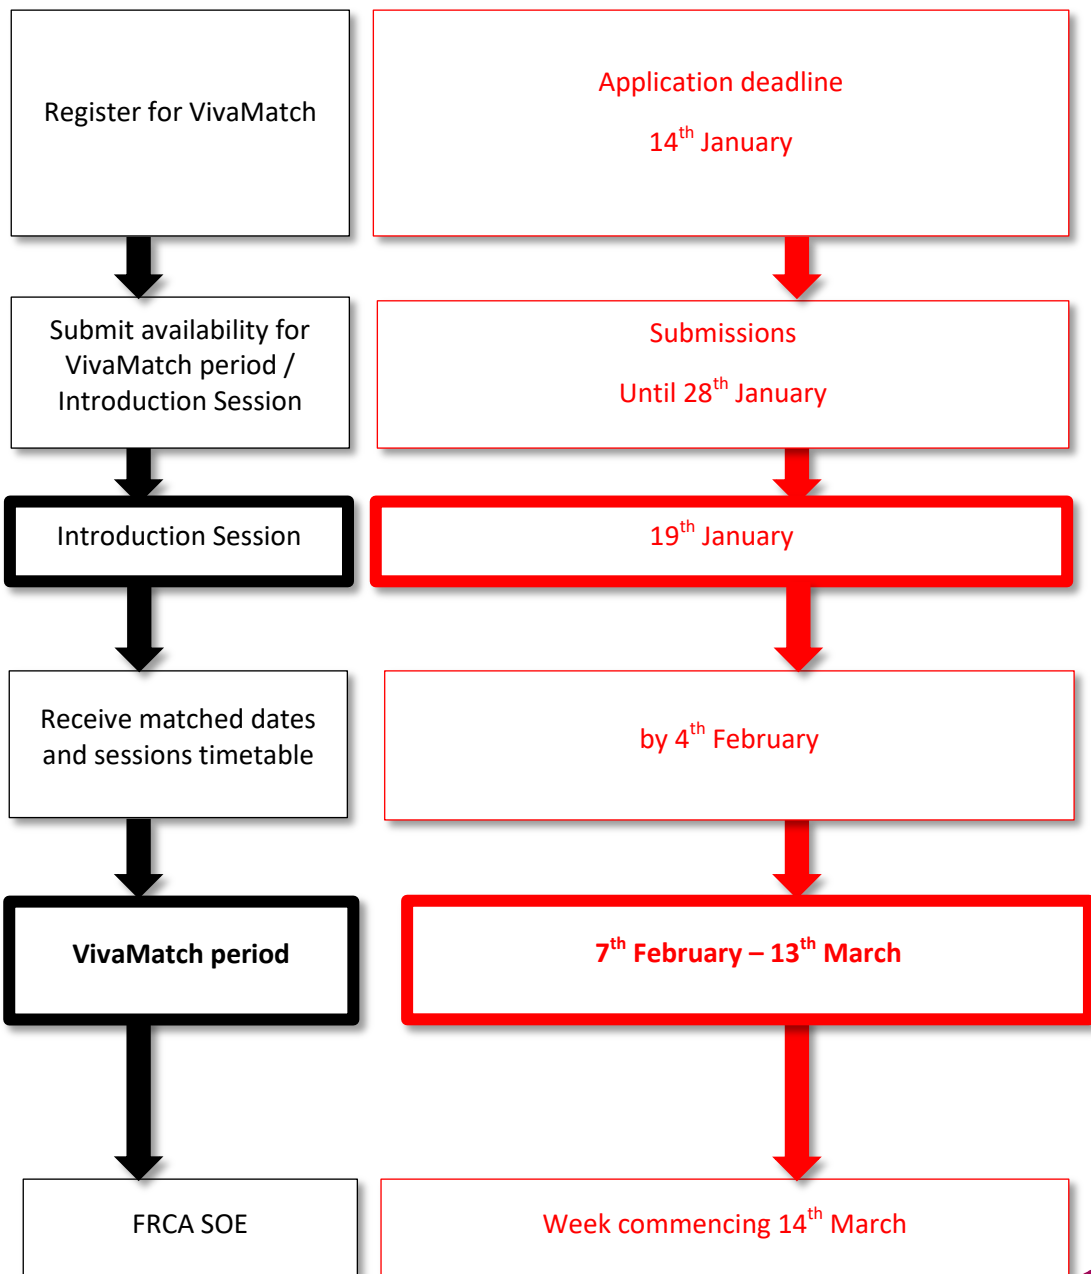 Register for VivaMatch
Application deadline
14th January
Submit availability for
VivaMatch period /
Introduction Session
Submissions
Until 28th January
Introduction Session
19th January
Receive matched dates
and sessions timetable
by 4th February
VivaMatch period
7th February – 13th March
FRCA SOE
Week commencing 14th March